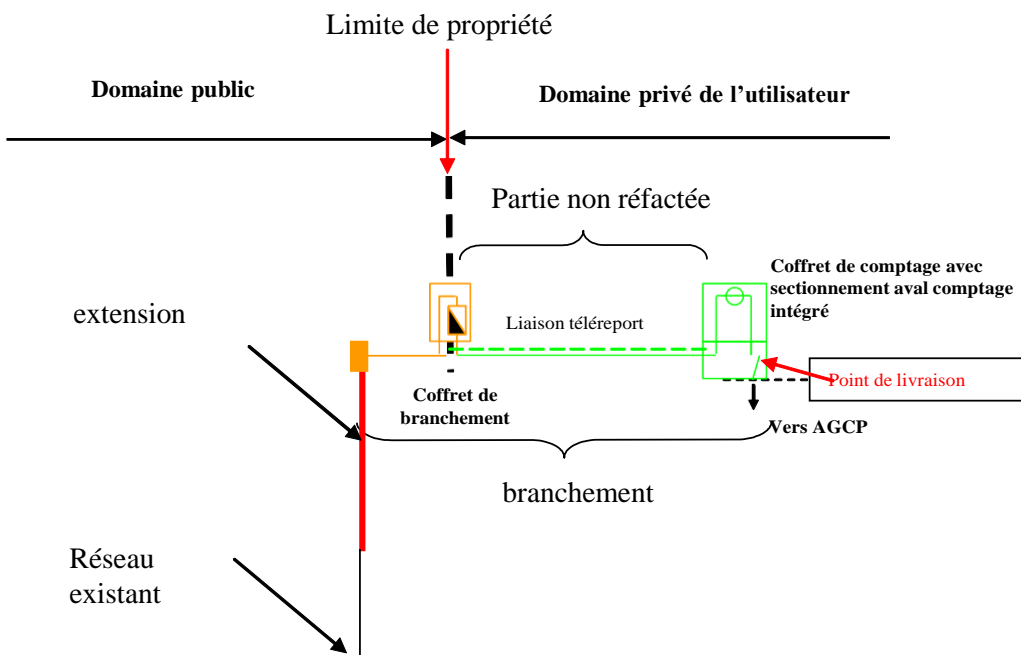 Limite de propriété
Domaine public
Domaine privé de l’utilisateur
Partie non réfactée
Coffret de comptage avec
sectionnement aval comptage
intégré
extension
Liaison téléreport
Point de livraison
Coffret de
branchement
Vers AGCP
branchement
Réseau
existant